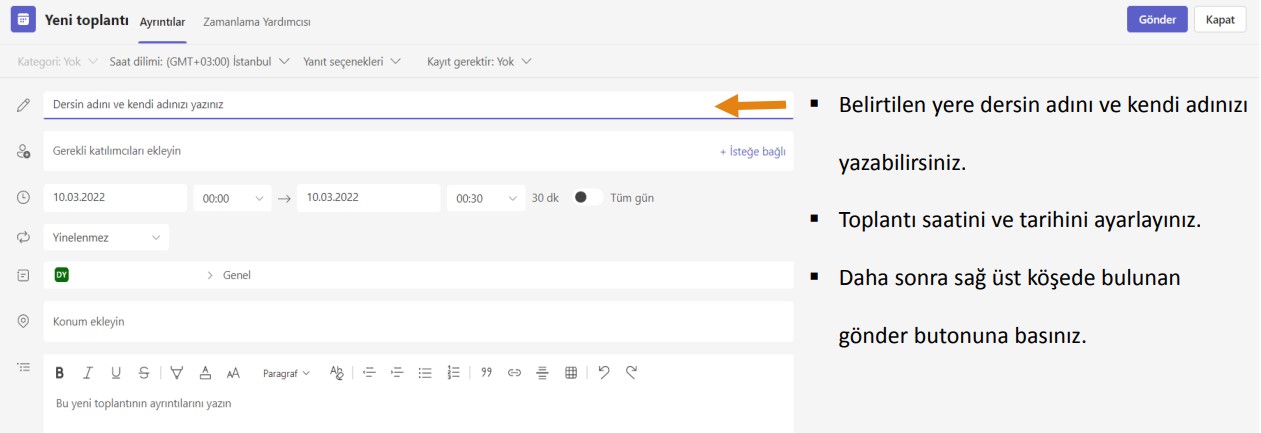 Yeni toplantı Ayrıntılar Zamanlama Yardımcısı Gönder Kapat
Kategori: Yok Saat dilimi: (GMT+03:00) İstanbul Yanıt seçenekleri Kayıt gerektir: Yok
Dersin adını ve kendi adınızı yazınız
Gerekli katılımcıları ekleyin + İsteğe bağlı
10.03.2022 00:00 → 10.03.2022 00:30 30 dk Tüm gün
Yinelenmez
DY > Genel
Konum ekleyin
B I U S A AA Paragraf
Bu yeni toplantının ayrıntılarını yazın
▪ Belirtilen yere dersin adını ve kendi adınızı
yazabilirsiniz.
▪ Toplantı saatini ve tarihini ayarlayınız.
▪ Daha sonra sağ üst köşede bulunan
gönder butonuna basınız.